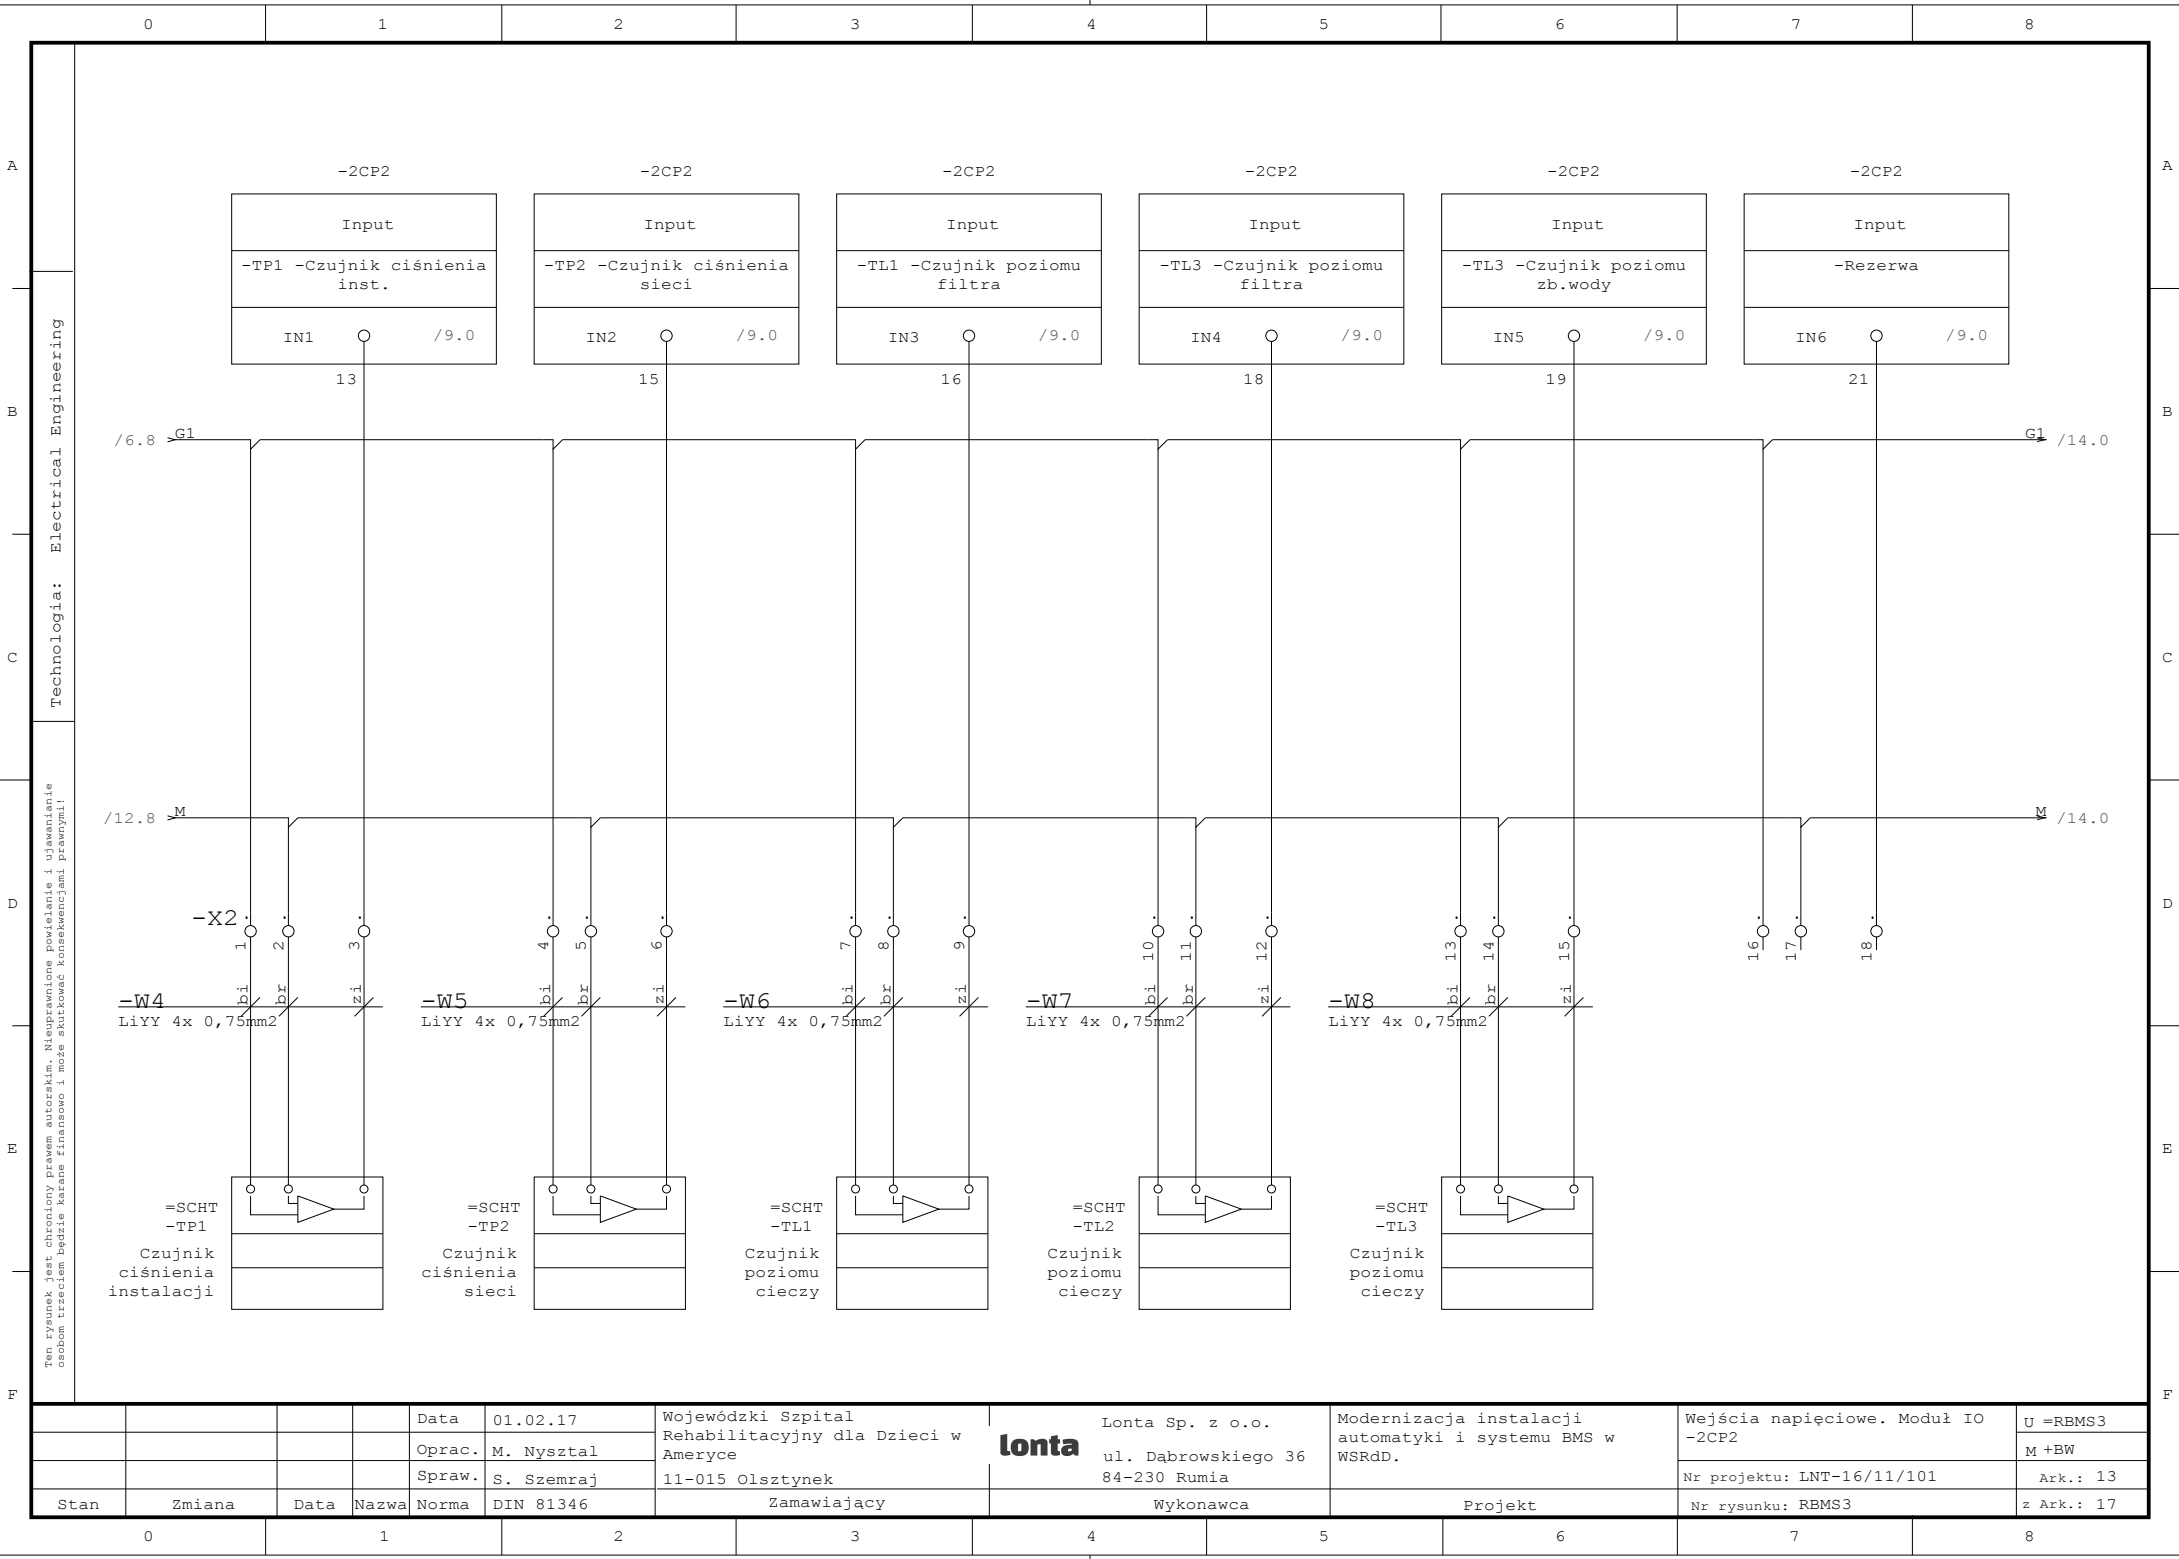 0 1 2 3 4 5 6 7 8
A A
-2CP2 -2CP2 -2CP2 -2CP2 -2CP2 -2CP2
Input Input Input Input Input Input
-TP1 -Czujnik ciśnienia
inst.
-TP2 -Czujnik ciśnienia
sieci
-TL1 -Czujnik poziomu
filtra
-TL3 -Czujnik poziomu
filtra
-TL3 -Czujnik poziomu
zb.wody
-Rezerwa
IN1 /9.0 IN2 /9.0 IN3 /9.0 IN4 /9.0 IN5 /9.0 IN6 /9.0
13 15 16 18 19 21
B B
/6.8 G1 G1 /14.0
Technologia: Electrical Engineering
C C
/12.8 M M /14.0
D D
-X2
1 2 3 4 5 6 7 8 9 10 11 12 13 14 15 16 17 18
bi br zi bi br zi bi br zi bi br zi bi br zi
-W4 -W5 -W6 -W7 -W8
LiYY 4x 0,75mm2 LiYY 4x 0,75mm2 LiYY 4x 0,75mm2 LiYY 4x 0,75mm2 LiYY 4x 0,75mm2
Ten rysunek jest chroniony prawem autorskim. Nieuprawnione powielanie i ujawanianie
osobom trzeciem będzie karane finansowo i może skutkować konsekwencjami prawnymi!
E E
=SCHT
-TP1
Czujnik
ciśnienia
instalacji
=SCHT
-TP2
Czujnik
ciśnienia
sieci
=SCHT
-TL1
Czujnik
poziomu
cieczy
=SCHT
-TL2
Czujnik
poziomu
cieczy
=SCHT
-TL3
Czujnik
poziomu
cieczy
F F
Stan Zmiana Data Nazwa
Data 01.02.17
Oprac. M. Nysztal
Spraw. S. Szemraj
Norma DIN 81346
Wojewódzki Szpital
Rehabilitacyjny dla Dzieci w
Ameryce
11-015 Olsztynek
Zamawiający
lonta
Lonta Sp. z o.o.
ul. Dąbrowskiego 36
84-230 Rumia
Wykonawca
Modernizacja instalacji
automatyki i systemu BMS w
WSRdD.
Projekt
Wejścia napięciowe. Moduł IO
-2CP2
Nr projektu: LNT-16/11/101
Nr rysunku: RBMS3
U =RBMS3
M +BW
Ark.: 13
z Ark.: 17
0 1 2 3 4 5 6 7 8